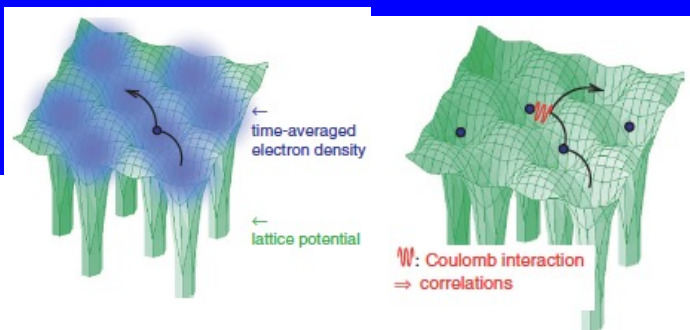 ←
time-averaged
electron density
←
lattice potential
: Coulomb interaction
⇒ correlations